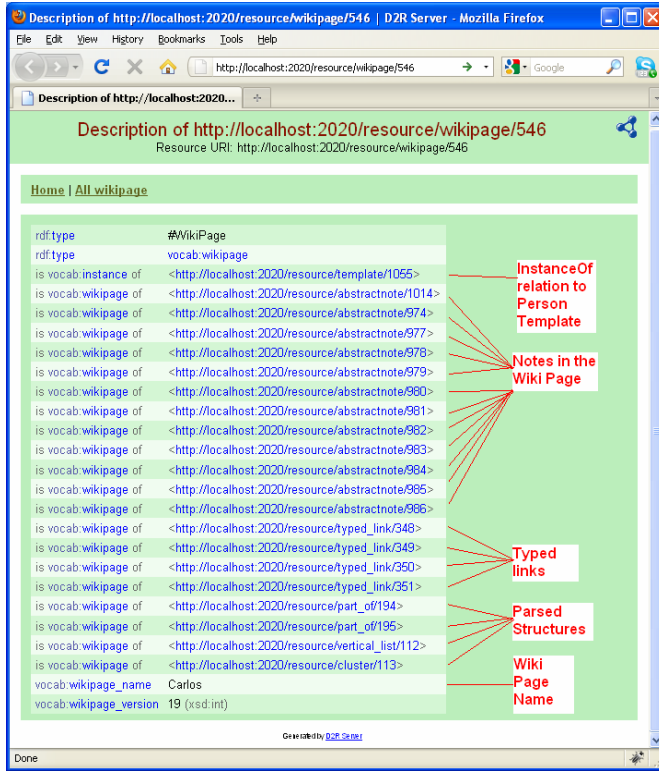 Description of http://localhost:2020/resource/wikipage/546 | D2R Server - Mozilla Firefox
File Edit View History Bookmarks Tools Help
http://localhost:2020/resource/wikipage/546 Google
Description of http://localhost:2020...
Description of http://localhost:2020/resource/wikipage/546
Resource URI: http://localhost:2020/resource/wikipage/546
Home | All wikipage
rdf:type #WikiPage
rdf:type vocab:wikipage
is vocab:instance of <http://localhost:2020/resource/template/1055>
is vocab:wikipage of <http://localhost:2020/resource/abstractnote/1014>
is vocab:wikipage of <http://localhost:2020/resource/abstractnote/974>
is vocab:wikipage of <http://localhost:2020/resource/abstractnote/977>
is vocab:wikipage of <http://localhost:2020/resource/abstractnote/978>
is vocab:wikipage of <http://localhost:2020/resource/abstractnote/979>
is vocab:wikipage of <http://localhost:2020/resource/abstractnote/980>
is vocab:wikipage of <http://localhost:2020/resource/abstractnote/981>
is vocab:wikipage of <http://localhost:2020/resource/abstractnote/982>
is vocab:wikipage of <http://localhost:2020/resource/abstractnote/983>
is vocab:wikipage of <http://localhost:2020/resource/abstractnote/984>
is vocab:wikipage of <http://localhost:2020/resource/abstractnote/985>
is vocab:wikipage of <http://localhost:2020/resource/abstractnote/986>
is vocab:wikipage of <http://localhost:2020/resource/typed_link/348>
is vocab:wikipage of <http://localhost:2020/resource/typed_link/349>
is vocab:wikipage of <http://localhost:2020/resource/typed_link/350>
is vocab:wikipage of <http://localhost:2020/resource/typed_link/351>
is vocab:wikipage of <http://localhost:2020/resource/part_of/194>
is vocab:wikipage of <http://localhost:2020/resource/part_of/195>
is vocab:wikipage of <http://localhost:2020/resource/vertical_list/112>
is vocab:wikipage of <http://localhost:2020/resource/cluster/113>
vocab:wikipage_name Carlos
vocab:wikipage_version 19 (xsd:int)
InstanceOf
relation to
Person
Template
Notes in the
Wiki Page
Typed
links
Parsed
Structures
Wiki
Page
Name
Generated by D2R Server
Done